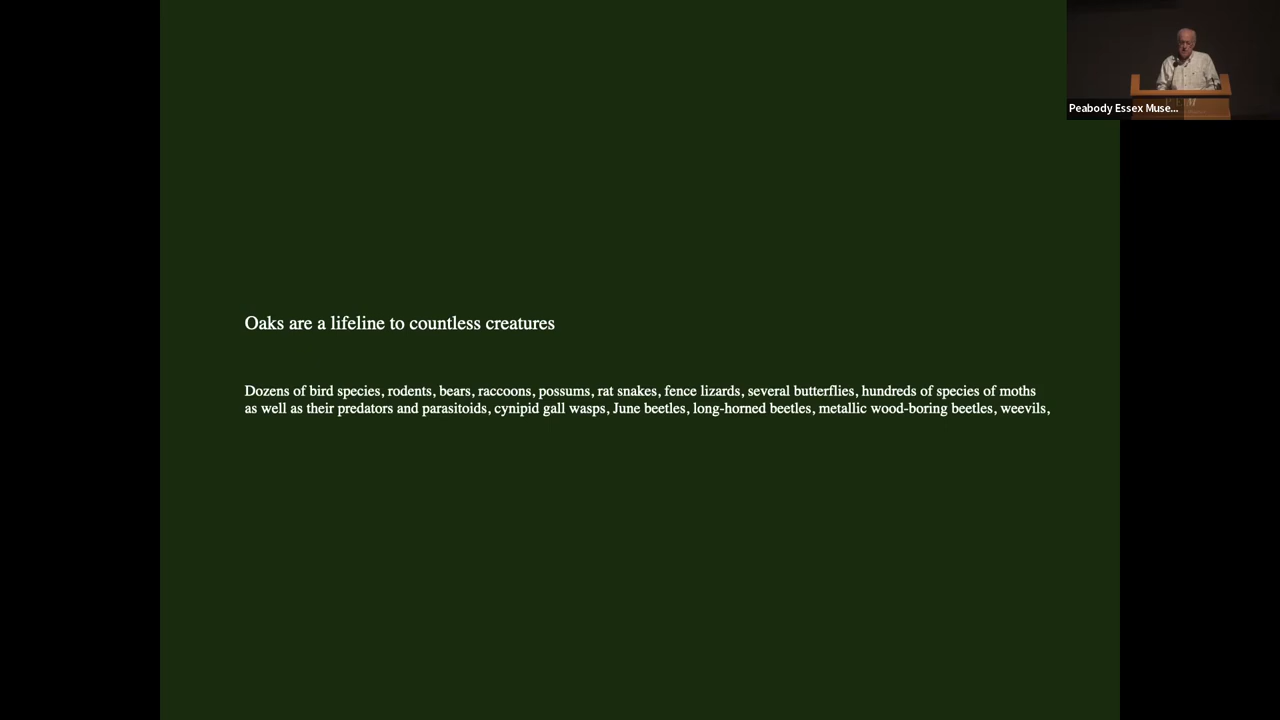 Oaks are a lifeline to countless creatures
Dozens of bird species, rodents, bears, raccoons, possums, rat snakes, fence lizards, several butterflies, hundreds of species of moths
as well as their predators and parasitoids, cynipid gall wasps, June beetles, long-horned beetles, metallic wood-boring beetles, weevils,
Peabody Essex Muse...